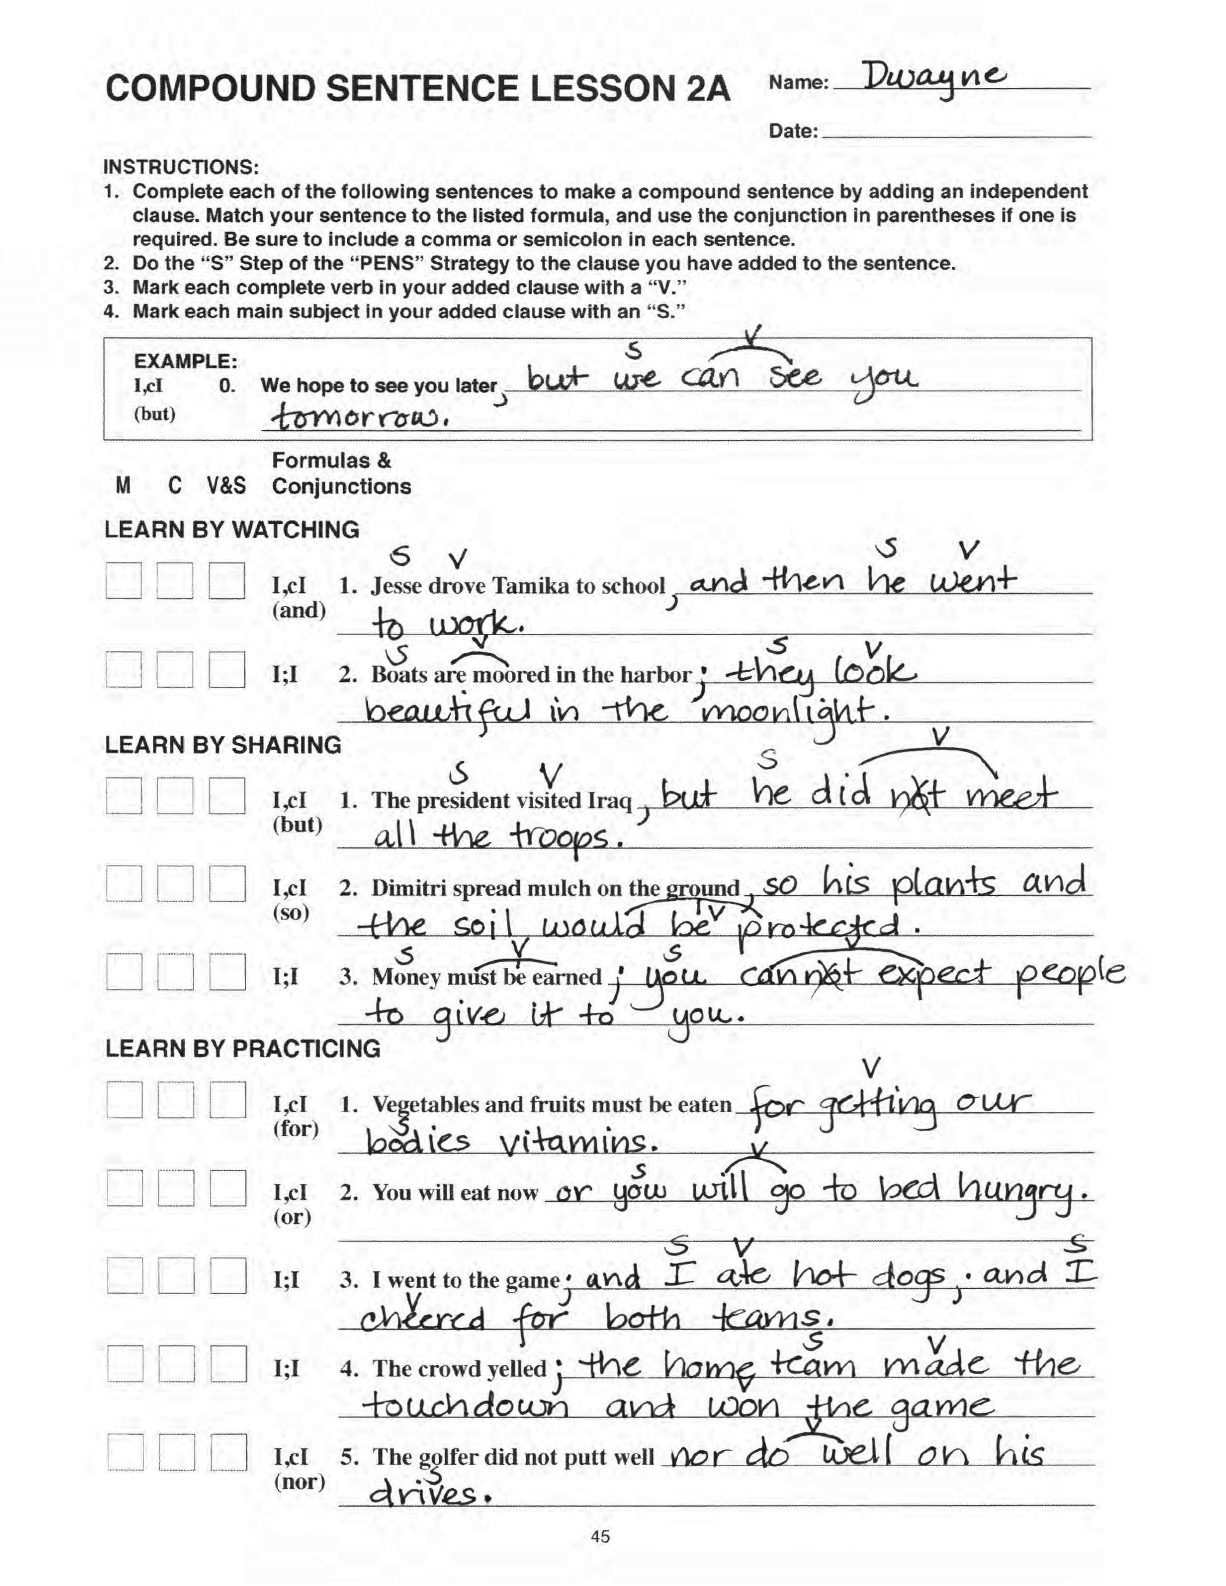 COMPOUND SENTENCE LESSON 2A Name: Dwayne
Date:
INSTRUCTIONS:
1. Complete each of the following sentences to make a compound sentence by adding an independent
clause. Match your sentence to the listed formula, and use the conjunction in parentheses if one is
required. Be sure to include a comma or semicolon in each sentence.
2. Do the “S” Step of the “PENS” Strategy to the clause you have added to the sentence.
3. Mark each complete verb in your added clause with a “V.”
4. Mark each main subject in your added clause with an “S.”
S V
EXAMPLE:
I,cI 0. We hope to see you later, but we can see you
(but) tomorrow.
Formulas &
M C V&S Conjunctions
LEARN BY WATCHING
S V S V
I,cI 1. Jesse drove Tamika to school, and then he went
(and) to work.
S V S V
I;I 2. Boats are moored in the harbor; they look
beautiful in the moonlight.
LEARN BY SHARING
S V S V
I,cI 1. The president visited Iraq, but he did not meet
(but) all the troops.
I,cI 2. Dimitri spread mulch on the ground, so his plants and
V
(so) the soil would be protected.
S V S V
I;I 3. Money must be earned; you cannot expect people
to give it to you.
LEARN BY PRACTICING
V
I,cI 1. Vegetables and fruits must be eaten for getting our
S
(for) bodies vitamins.
S V
I,cI 2. You will eat now or you will go to bed hungry.
(or)
S V S
I;I 3. I went to the game; and I ate hot dogs; and I
V
cheered for both teams.
S V
I;I 4. The crowd yelled; the home team made the
V
touchdown and won the game
V
I,cI 5. The golfer did not putt well nor do well on his
S
(nor) drives.
45